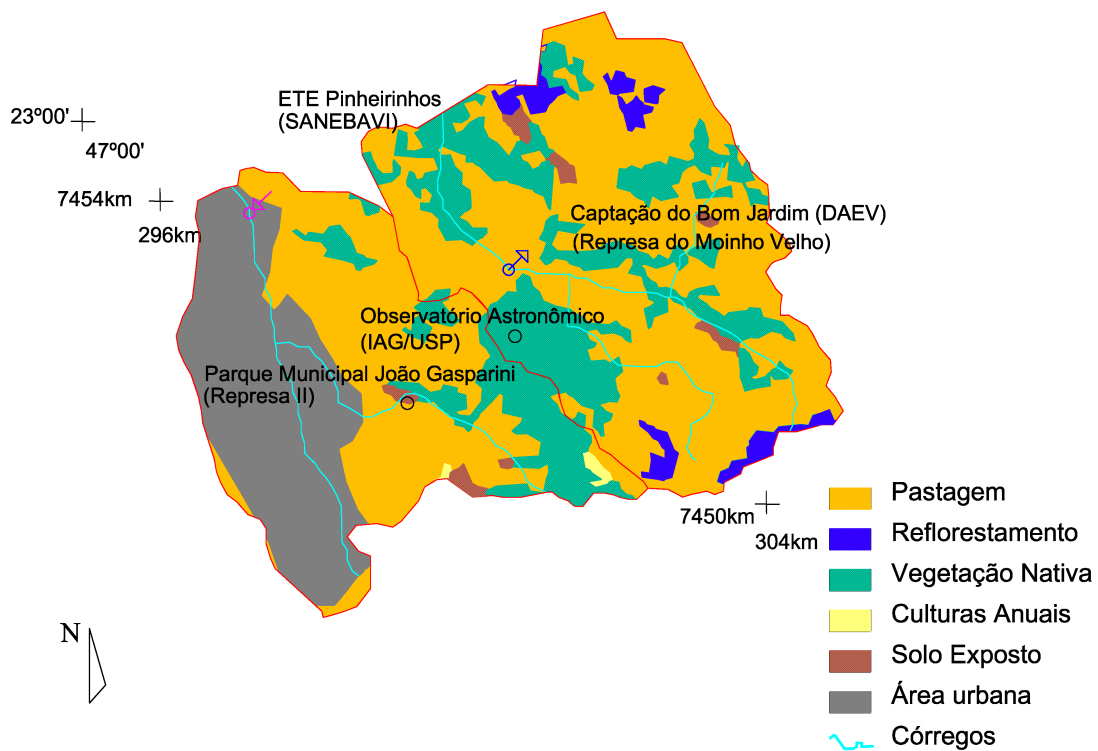 ETE Pinheirinhos
(SANEBAVI)
23º00'
47º00'
7454km
296km
Captação do Bom Jardim (DAEV)
(Represa do Moinho Velho)
Observatório Astronômico
(IAG/USP)
Parque Municipal João Gasparini
(Represa II)
7450km
304km
Pastagem
Reflorestamento
Vegetação Nativa
Culturas Anuais
Solo Exposto
Área urbana
Córregos
N